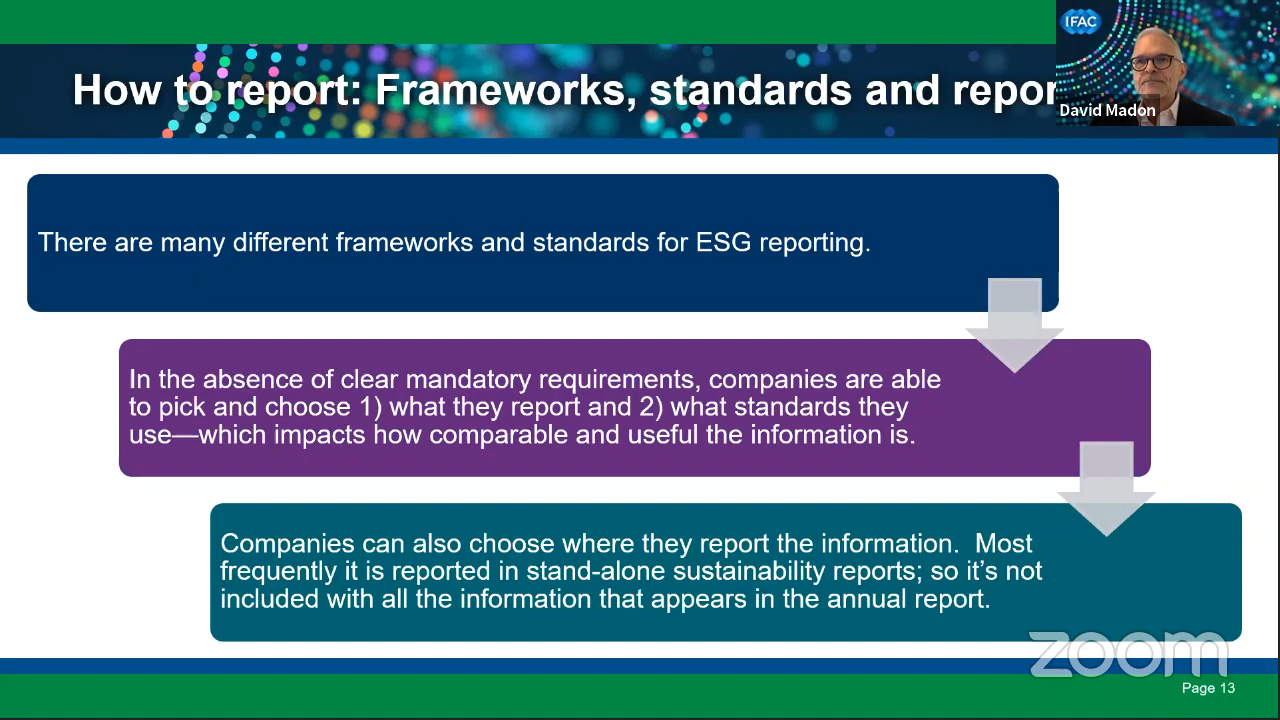 IFAC
How to report: Frameworks, standards and repor
David Madon
There are many different frameworks and standards for ESG reporting.
In the absence of clear mandatory requirements, companies are able
to pick and choose 1) what they report and 2) what standards they
use—which impacts how comparable and useful the information is.
Companies can also choose where they report the information.  Most
frequently it is reported in stand-alone sustainability reports; so it’s not
included with all the information that appears in the annual report.
zoom
Page 13